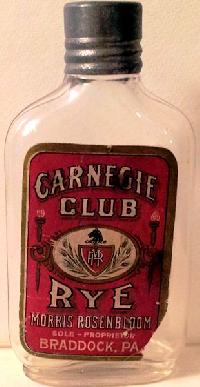 CARNEGIE
CLUB
RYE
MORRIS ROSENBLOOM
SOLE - PROPRIETOR
BRADDOCK, PA.